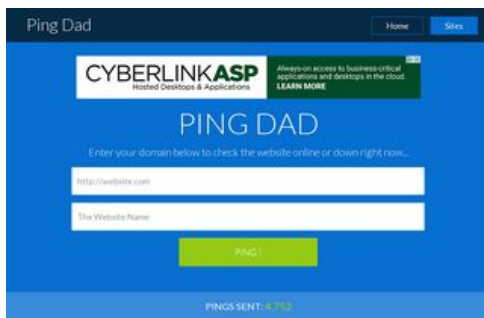 Ping Dad
Home
Sites
CYBERLINKASP
Hosted Desktops & Applications
Always-on access to business-critical
applications and desktops in the cloud.
LEARN MORE
PING DAD
Enter your domain below to check the website online or down right now...
http://website.com
The Website Name
PING!
PINGS SENT: 4,752